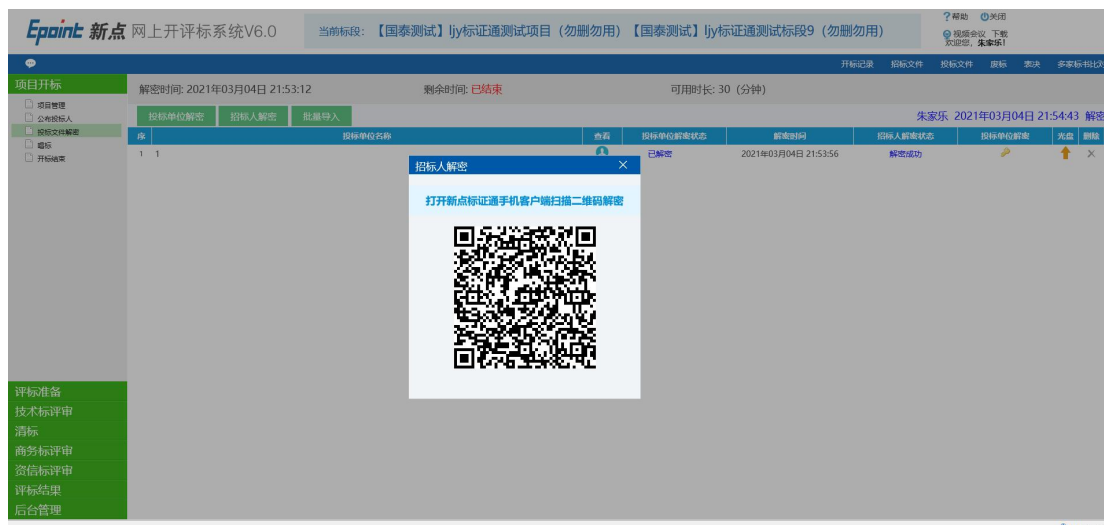 Epoint 新点 网上开评标系统V6.0
当前标段: 【国泰测试】ljy标证通测试项目(勿删勿用)【国泰测试】ljy标证通测试标段9(勿删勿用)
?帮助 关闭
视频会议 下载
欢迎您, 朱家乐!
开标记录 招标文件 投标文件 废标 表决
项目开标
项目管理
公布投标人
投标文件解密
唱标
开标结束
解密时间: 2021年03月04日 21:53:12 剩余时间: 已结束 可用时长: 30 (分钟)
投标单位解密 招标人解密 批量导入
朱家乐 2021年03月04日 21:54:43 解密
序 投标单位名称 查看 投标单位解密状态 解密时间 招标人解密状态 投标单位解密 光盘 删除
1 1 已解密 2021年03月04日 21:53:56 解密成功
招标人解密 ×
打开新点标证通手机客户端扫描二维码解密
评标准备
技术标评审
清标
商务标评审
资信标评审
评标结果
后台管理